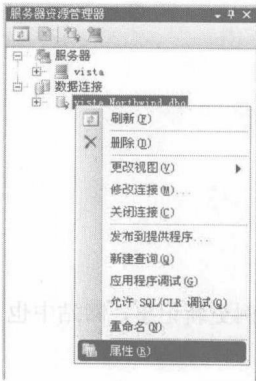 服务器资源管理器
服务器
vista
数据连接
vista.Northwind.dbo
刷新(F)
删除(D)
更改视图(V)
修改连接(M)...
关闭连接(C)
发布到提供程序...
新建查询(Q)
应用程序调试(G)
允许 SQL/CLR 调试(Q)
重命名(N)
属性(R)